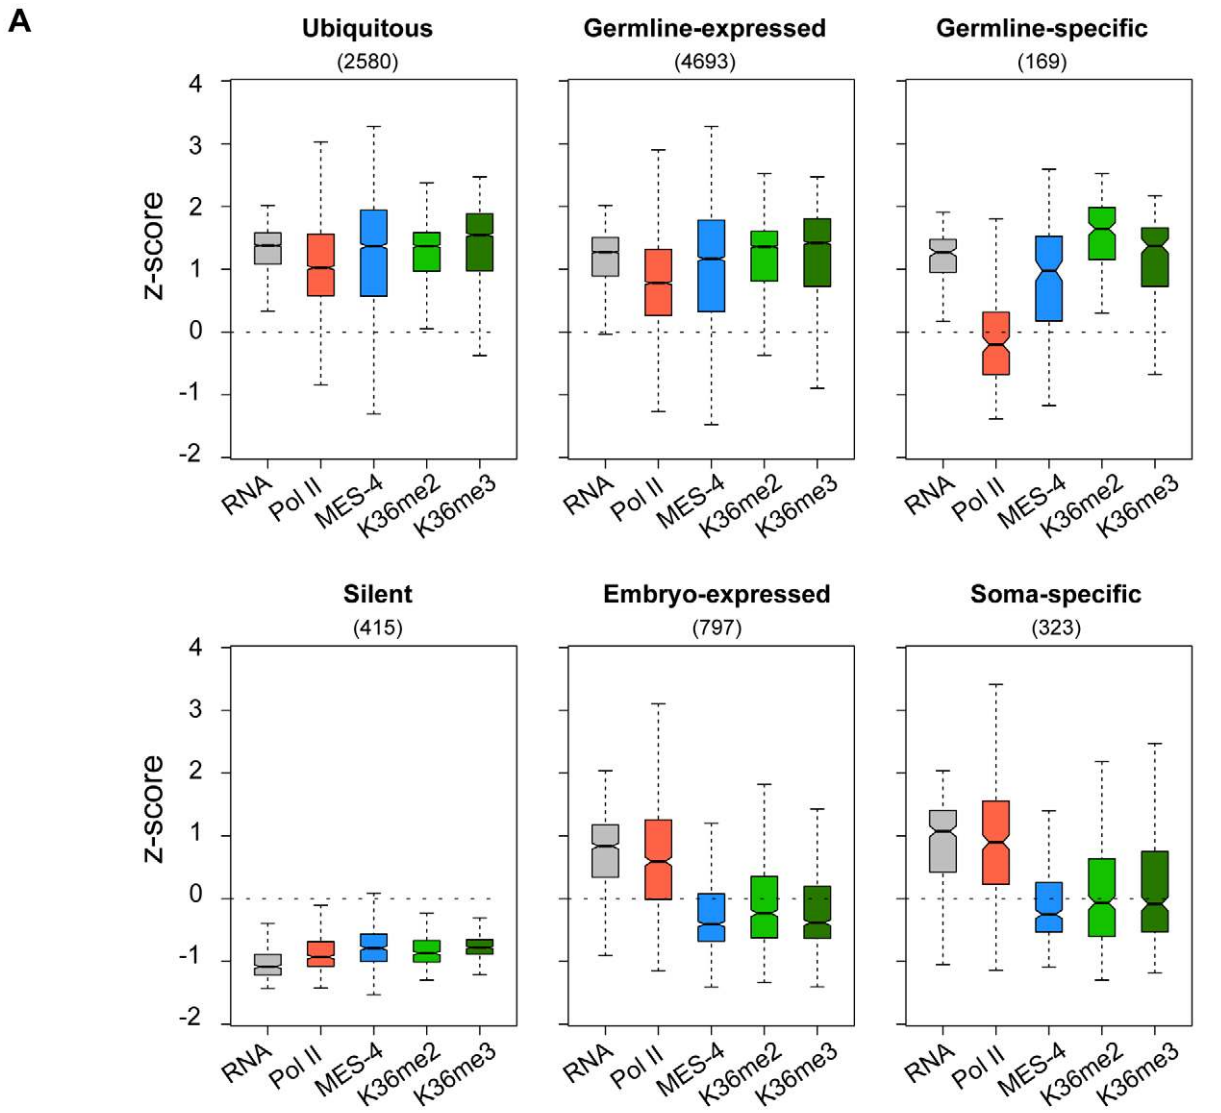 A
Ubiquitous
(2580)
Germline-expressed
(4693)
Germline-specific
(169)
z-score
4
3
2
1
0
-1
-2
RNA
Pol II
MES-4
K36me2
K36me3
RNA
Pol II
MES-4
K36me2
K36me3
RNA
Pol II
MES-4
K36me2
K36me3
Silent
(415)
Embryo-expressed
(797)
Soma-specific
(323)
z-score
4
3
2
1
0
-1
-2
RNA
Pol II
MES-4
K36me2
K36me3
RNA
Pol II
MES-4
K36me2
K36me3
RNA
Pol II
MES-4
K36me2
K36me3